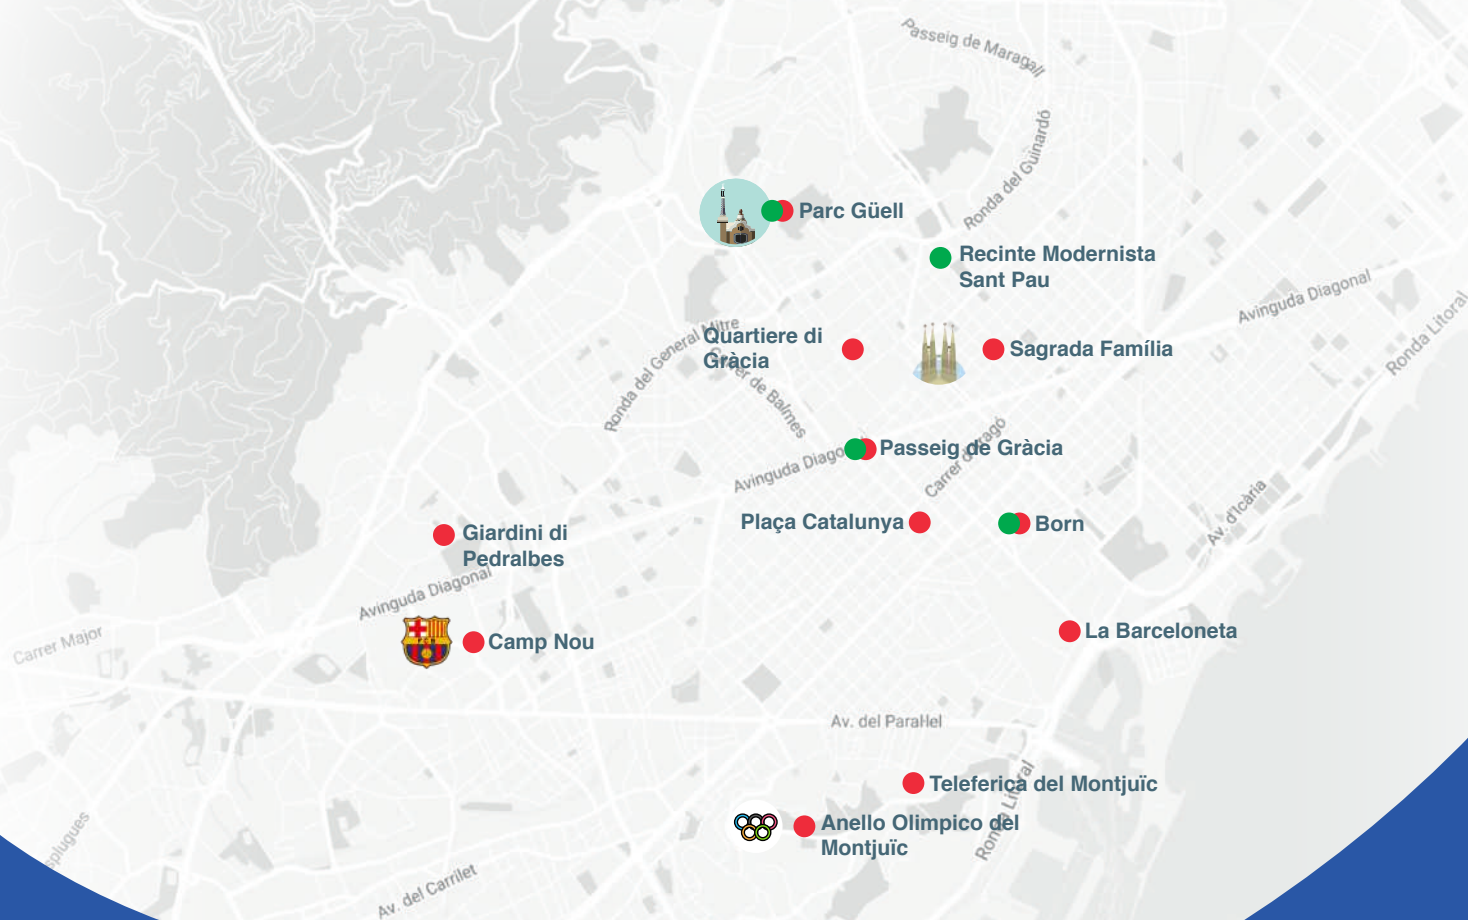 Passeig de Maragall
Ronda del Guinardó
Parc Güell
Recinte Modernista
Sant Pau
Avinguda Diagonal
Ronda Litoral
Quartiere di
Gràcia
Ronda del General Mitre
Carrer de Balmes
Sagrada Família
Avinguda Diagonal
Passeig de Gràcia
Carrer d'Aragó
Plaça Catalunya
Born
Av. d'Icària
Giardini di
Pedralbes
Avinguda Diagonal
Carrer Major
F C B
Camp Nou
La Barceloneta
Av. del Paral·lel
Teleferica del Montjuïc
Ronda Litoral
Anello Olimpico del
Montjuïc
Av. del Carrilet